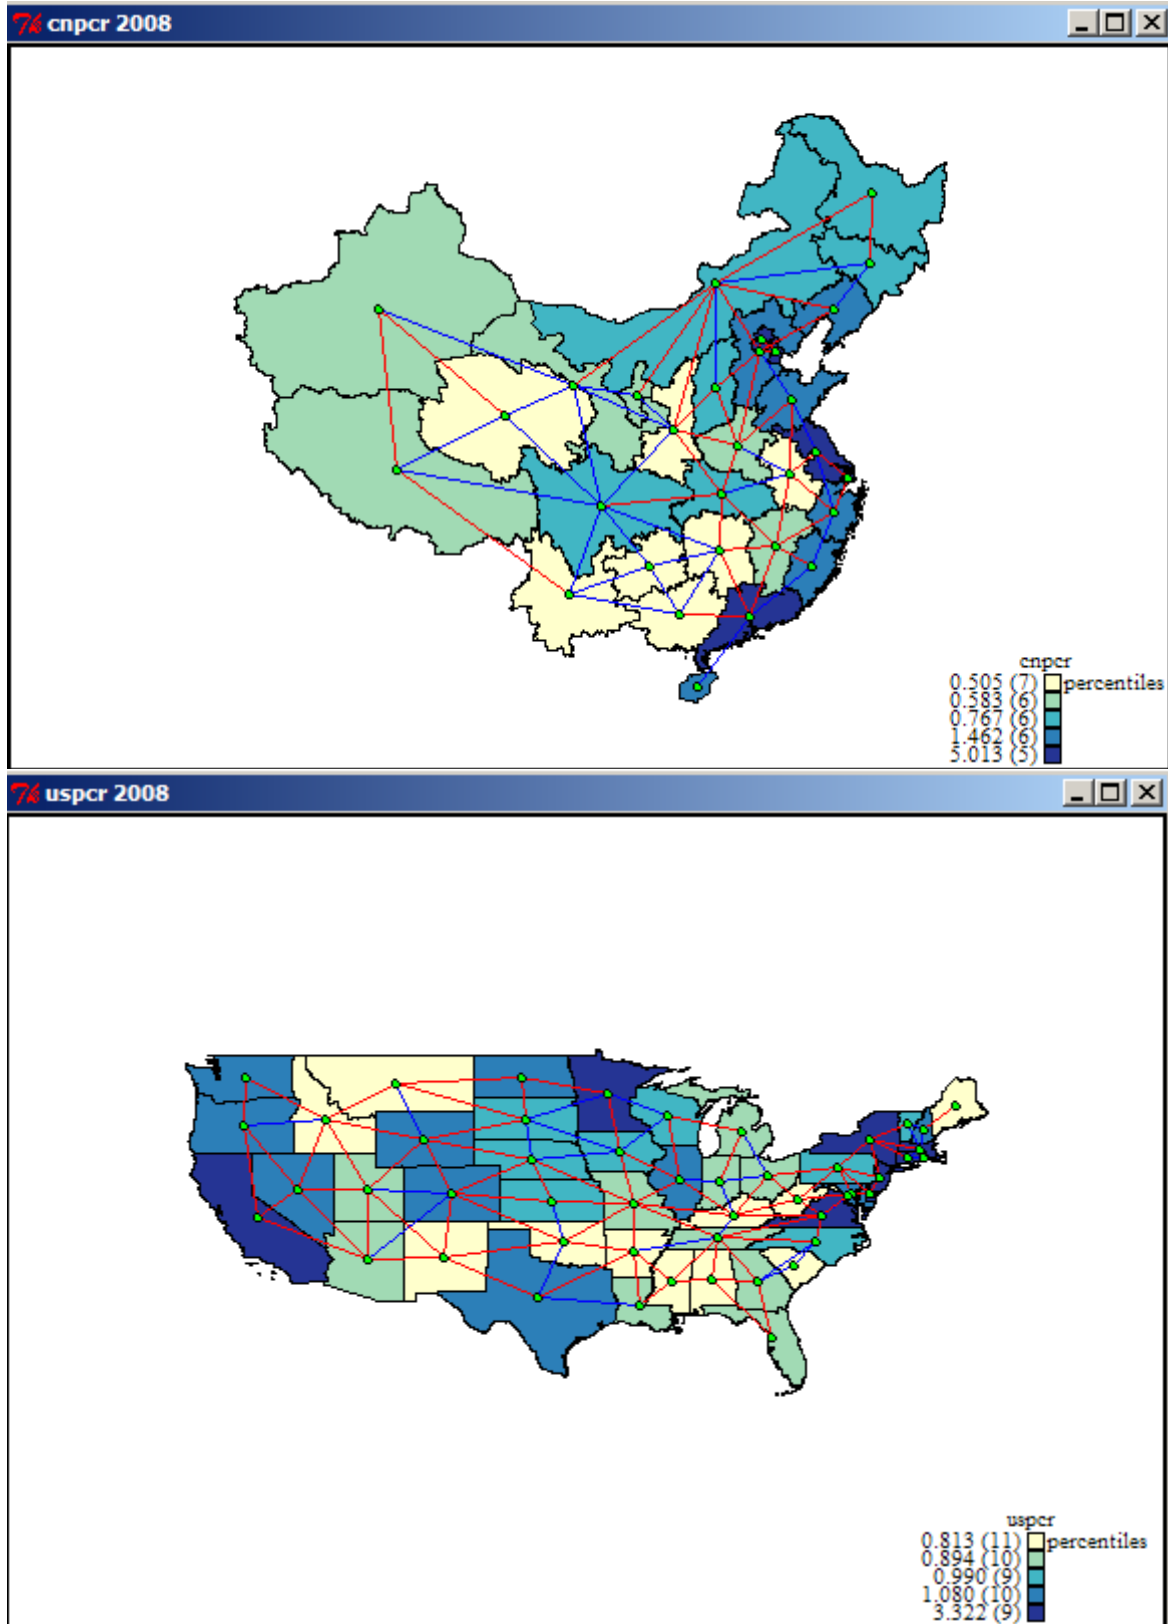 7% cnpcr 2008
cnpcr
0.505 (7) percentiles
0.583 (6)
0.767 (6)
1.462 (6)
5.013 (5)
7% uspcr 2008
uspcr
0.813 (11) percentiles
0.894 (10)
0.990 (9)
1.080 (10)
3.322 (9)